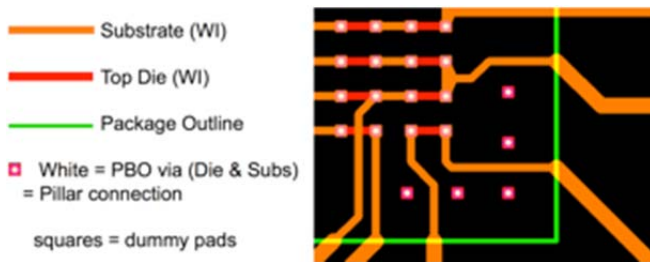 Substrate (WI)
Top Die (WI)
Package Outline
White = PBO via (Die & Subs)
= Pillar connection
squares = dummy pads